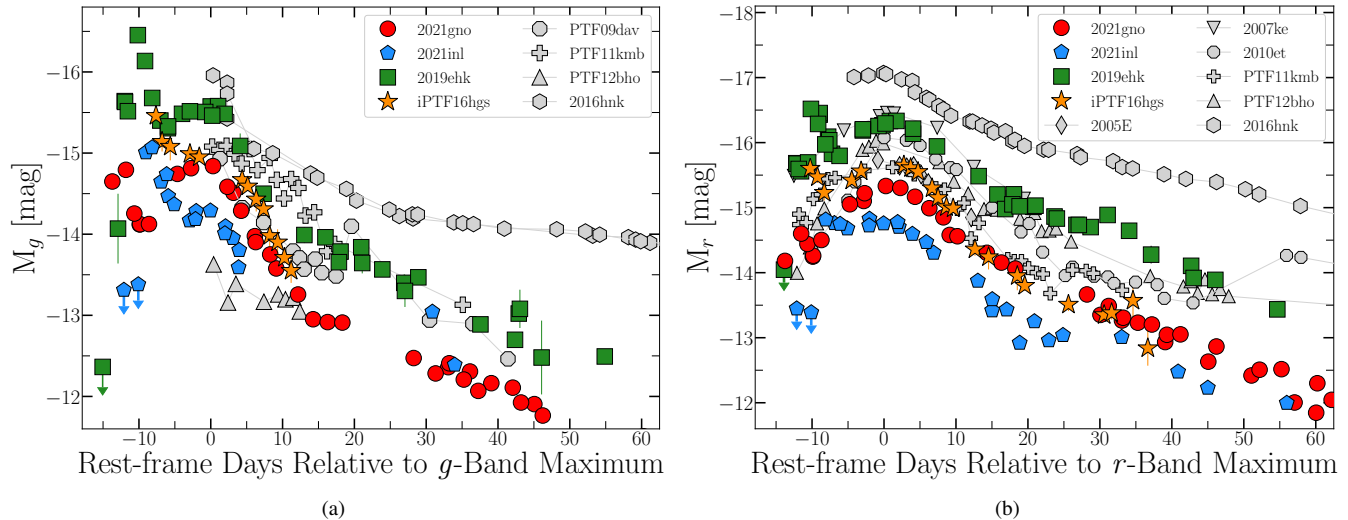 2021gno
2021inl
2019ehk
iPTF16hgs
PTF09dav
PTF11kmb
PTF12bho
2016hnk
−16
−15
−14
−13
−12
M_g [mag]
−10 0 10 20 30 40 50 60
Rest-frame Days Relative to g-Band Maximum
(a)
2021gno
2021inl
2019ehk
iPTF16hgs
2005E
2007ke
2010et
PTF11kmb
PTF12bho
2016hnk
−18
−17
−16
−15
−14
−13
−12
M_r [mag]
−10 0 10 20 30 40 50 60
Rest-frame Days Relative to r-Band Maximum
(b)